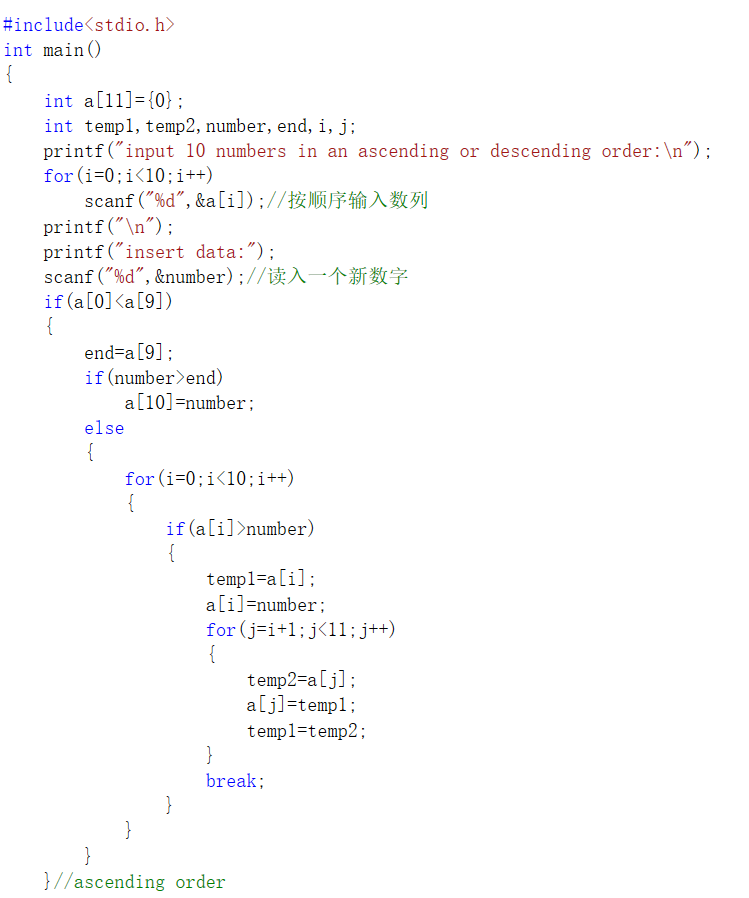 #include<stdio.h>
int main()
{
    int a[11]={0};
    int temp1,temp2,number,end,i,j;
    printf("input 10 numbers in an ascending or descending order:\n");
    for(i=0;i<10;i++)
        scanf("%d",&a[i]);//按顺序输入数列
    printf("\n");
    printf("insert data:");
    scanf("%d",&number);//读入一个新数字
    if(a[0]<a[9])
    {
        end=a[9];
        if(number>end)
            a[10]=number;
        else
        {
            for(i=0;i<10;i++)
            {
                if(a[i]>number)
                {
                    temp1=a[i];
                    a[i]=number;
                    for(j=i+1;j<11;j++)
                    {
                        temp2=a[j];
                        a[j]=temp1;
                        temp1=temp2;
                    }
                    break;
                }
            }
        }
    }//ascending order